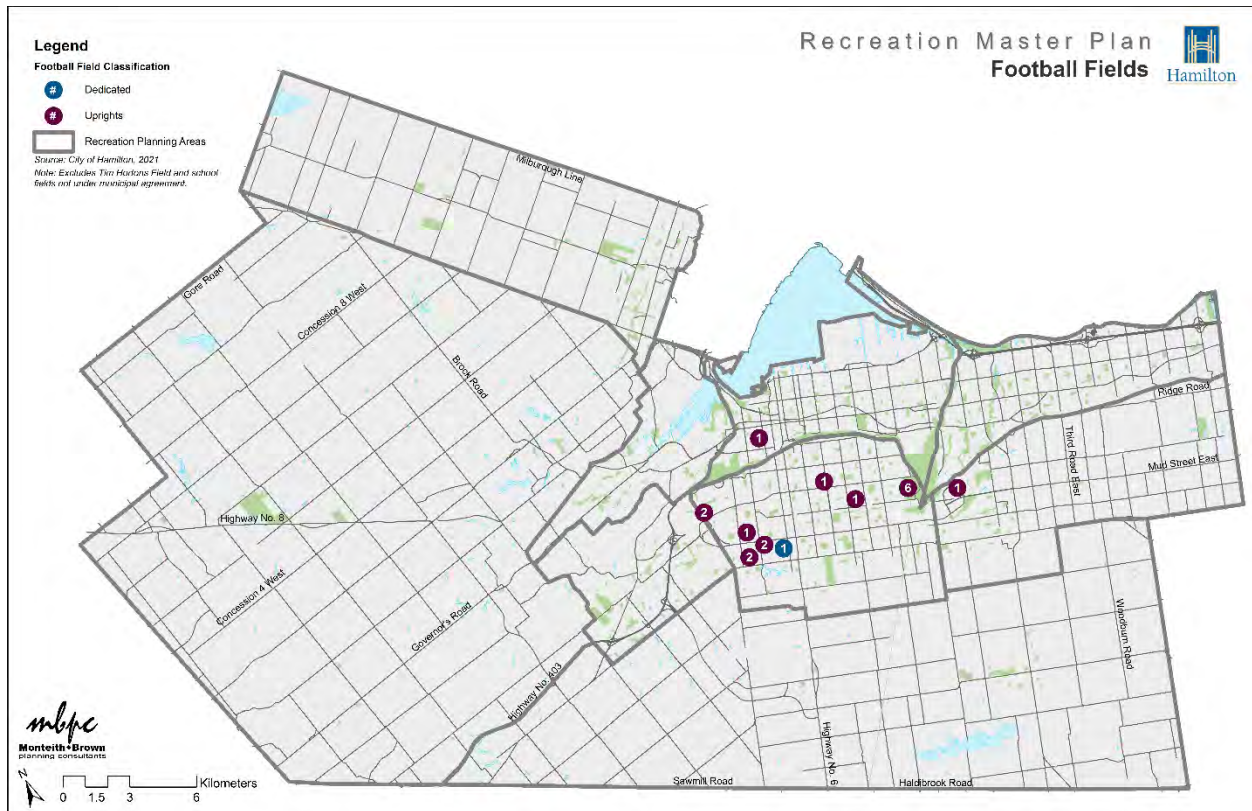 Legend
Football Field Classification
# Dedicated
# Uprights
Recreation Planning Areas
Source: City of Hamilton, 2021
Note: Excludes Tim Hortons Field and school
fields not under municipal agreement.
Recreation Master Plan
Football Fields
Hamilton
Milburough Line
Gore Road
Concession 8 West
Brock Road
Ridge Road
Third Road East
Mud Street East
1
1
6
1
1
2
1
2
1
2
Highway No. 8
Concession 4 West
Governor's Road
Highway No. 403
Woodburn Road
Highway No. 6
Sawmill Road
Haldibrook Road
mbpc
Monteith•Brown
planning consultants
N
0 1.5 3 6 Kilometers